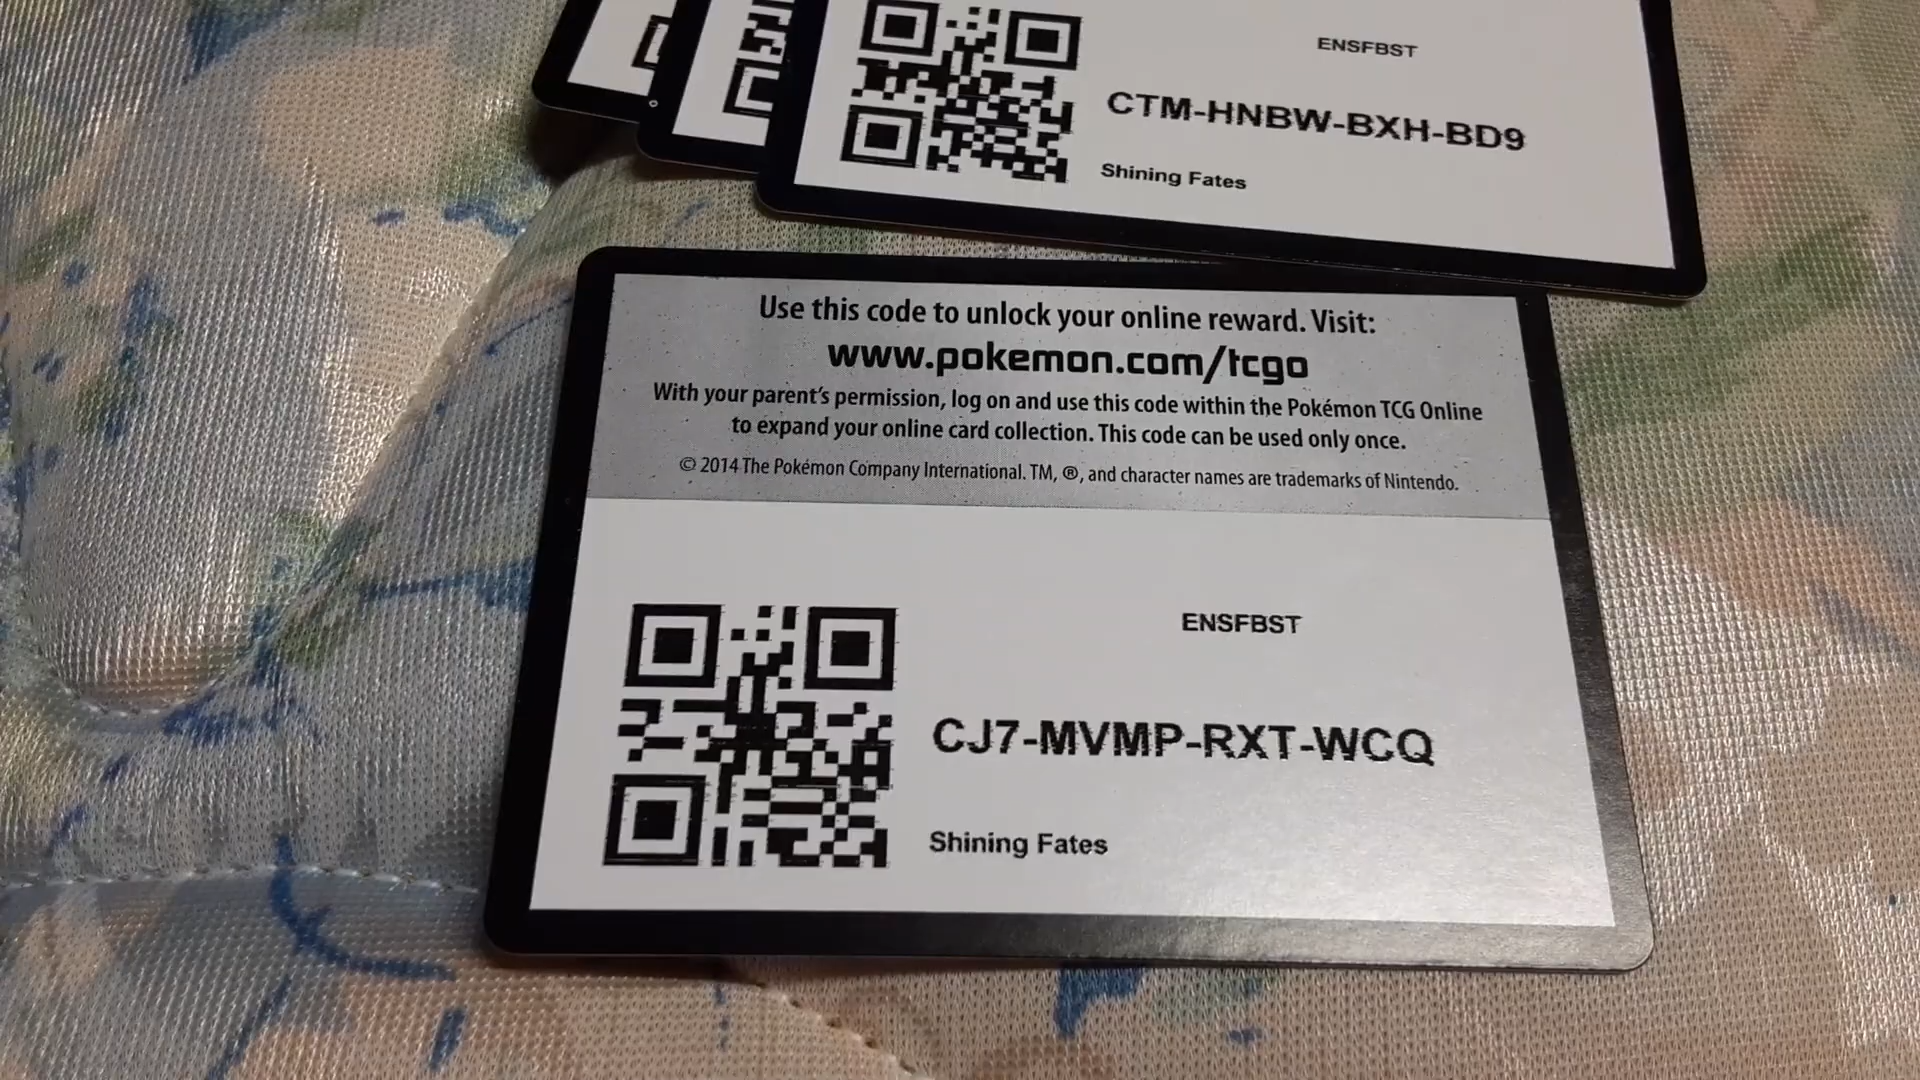 ENSFBST
CTM-HNBW-BXH-BD9
Shining Fates
Use this code to unlock your online reward. Visit:
www.pokemon.com/tcgo
With your parent's permission, log on and use this code within the Pokémon TCG Online
to expand your online card collection. This code can be used only once.
© 2014 The Pokémon Company International. TM, ®, and character names are trademarks of Nintendo.
ENSFBST
CJ7-MVMP-RXT-WCQ
Shining Fates